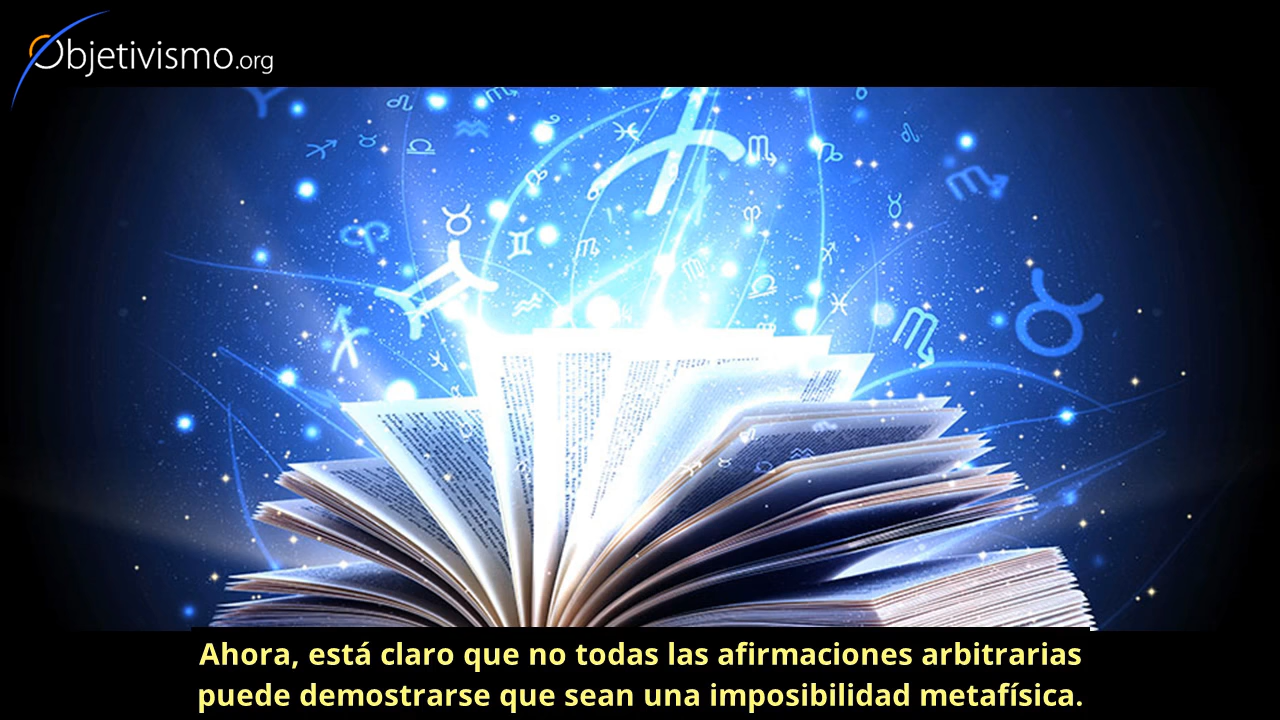 Objetivismo.org
Ahora, está claro que no todas las afirmaciones arbitrarias
puede demostrarse que sean una imposibilidad metafísica.